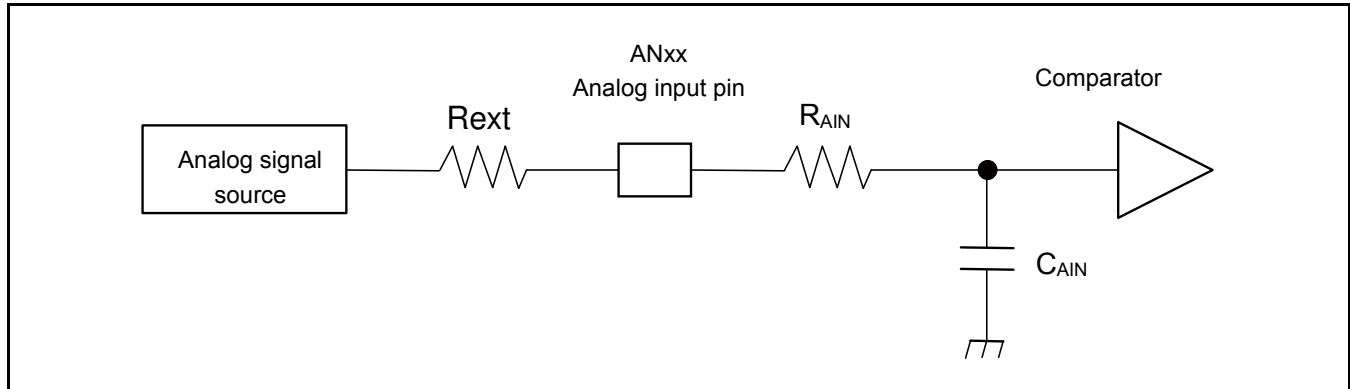 ANxx
Analog input pin
Comparator
Rext
RAIN
Analog signal
source
CAIN